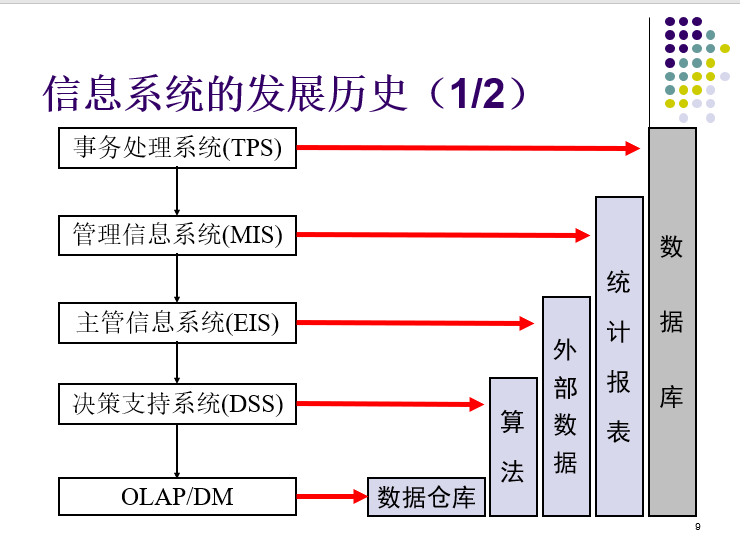 信息系统的发展历史（1/2）
事务处理系统(TPS)
管理信息系统(MIS)
主管信息系统(EIS)
决策支持系统(DSS)
OLAP/DM
数据仓库
算法
外部数据
统计报表
数据库
9